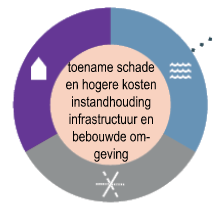 toename schade
en hogere kosten
instandhouding
infrastructuur en
bebouwde om-
geving